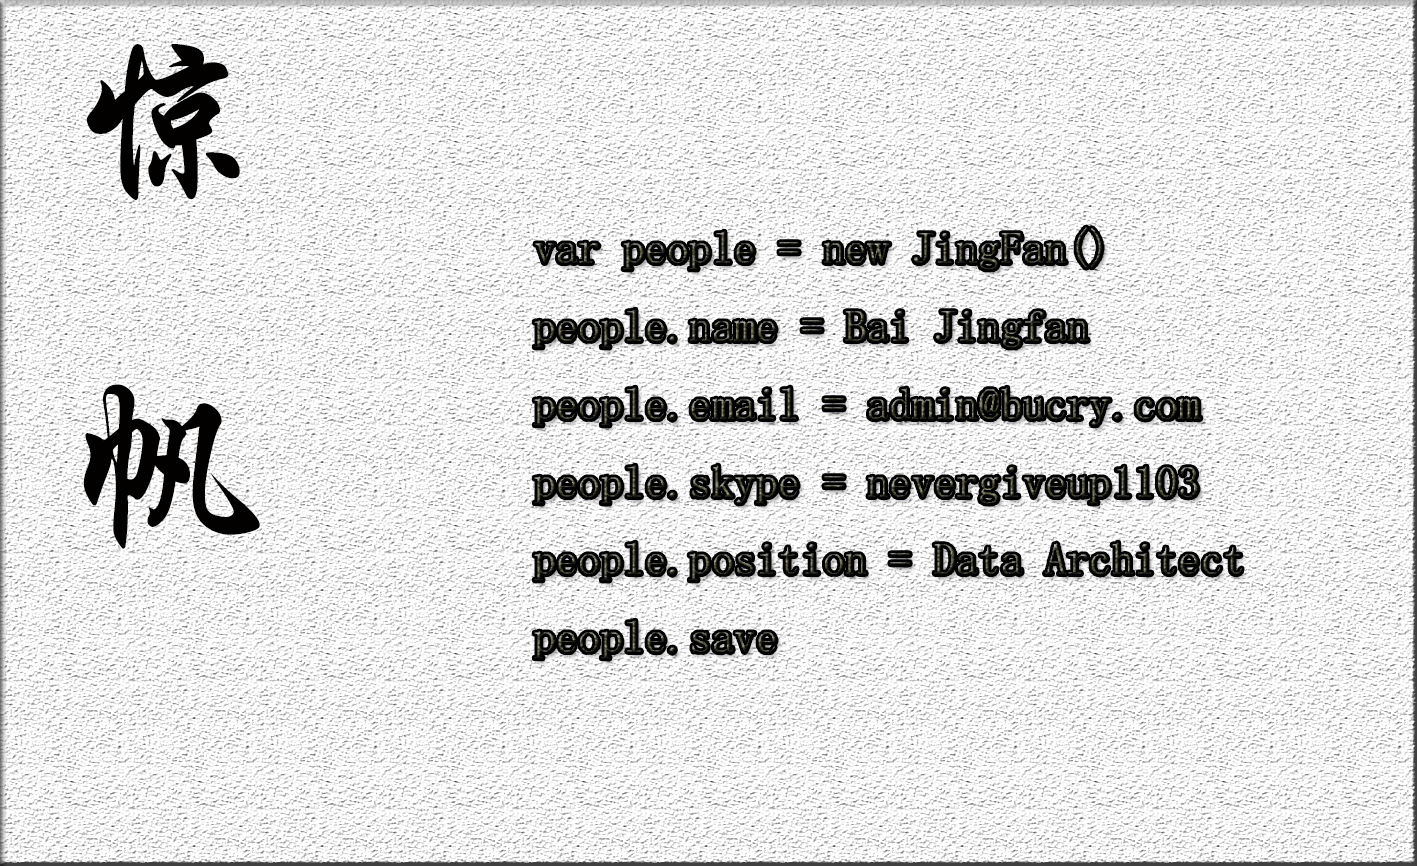 惊
帆
var people = new JingFan()
people.name = Bai Jingfan
people.email = admin@bucry.com
people.skype = nevergiveup1103
people.position = Data Architect
people.save